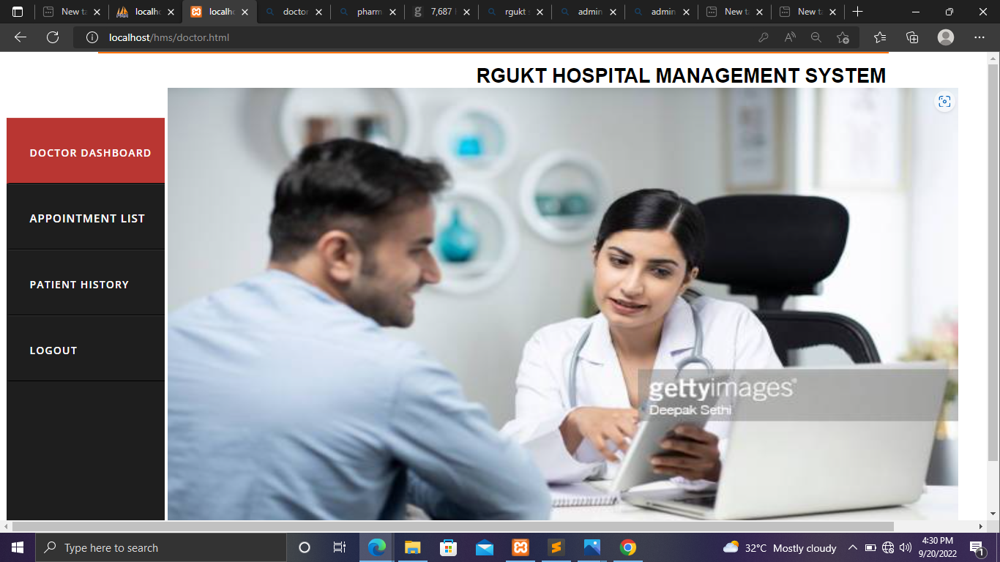 New ta
localho
localho
doctor
pharm
7,687 i
rgukt s
admin
admin
New ta
New ta
localhost/hms/doctor.html
RGUKT HOSPITAL MANAGEMENT SYSTEM
DOCTOR DASHBOARD
APPOINTMENT LIST
PATIENT HISTORY
LOGOUT
gettyimages®
Deepak Sethi
Type here to search
32°C Mostly cloudy
4:30 PM
9/20/2022
1